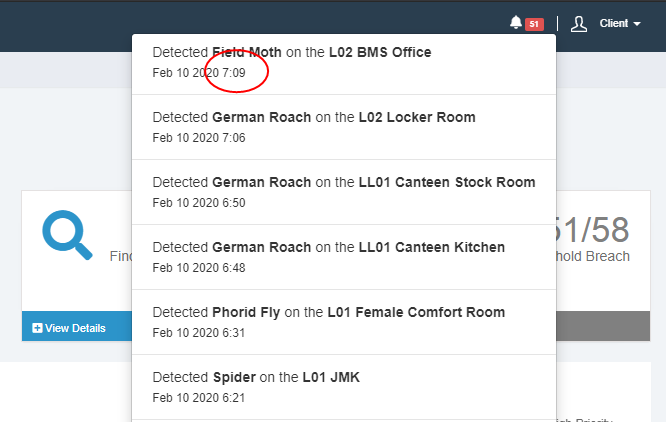 51
Client
Detected Field Moth on the L02 BMS Office
Feb 10 2020 7:09
Detected German Roach on the L02 Locker Room
Feb 10 2020 7:06
Detected German Roach on the LL01 Canteen Stock Room
Feb 10 2020 6:50
51/58
Detected German Roach on the LL01 Canteen Kitchen
Feb 10 2020 6:48
Detected Phorid Fly on the L01 Female Comfort Room
Feb 10 2020 6:31
View Details
Detected Spider on the L01 JMK
Feb 10 2020 6:21
Breach
Priority